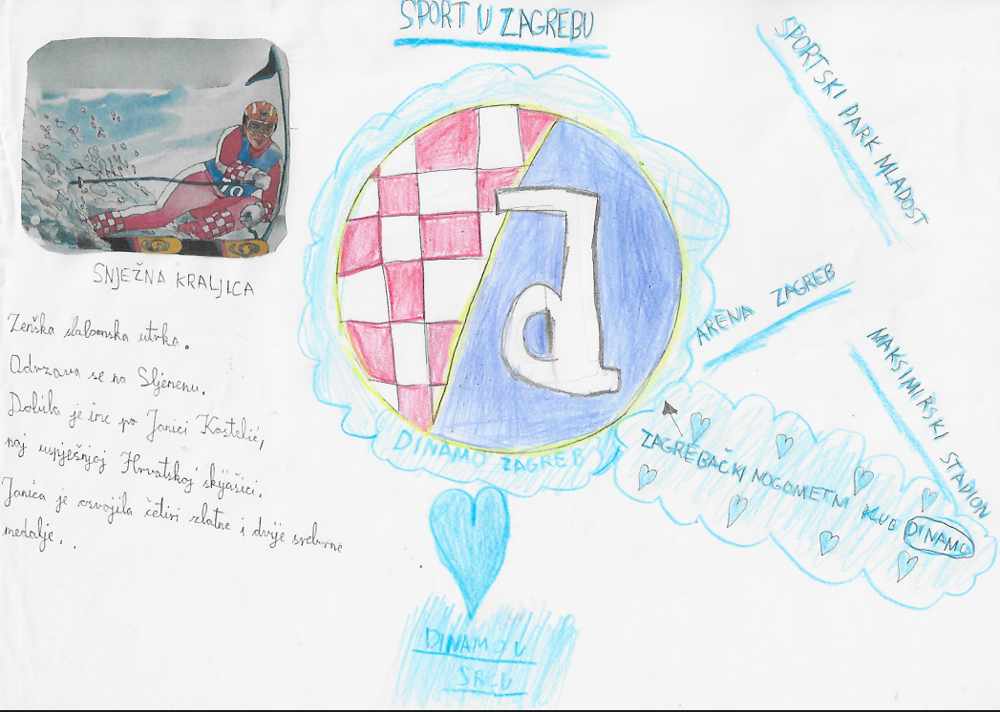 SPORT U ZAGREBU
SPORTSKI PARK MLADOST
d
SNJEŽNA KRALJICA
ARENA ZAGREB
MAKSIMIRSKI STADION
Ženska slalomska utrka.
Održava se na Sljemenu.
Dobila je ime po Janici Kostelić,
naj uspješnijoj Hrvatskoj skijašici.
Janica je osvojila četiri zlatne i dvije srebrne
medalje..
DINAMO ZAGREB
ZAGREBAČKI NOGOMETNI KLUB DINAMO
DINAMO U
SRCU